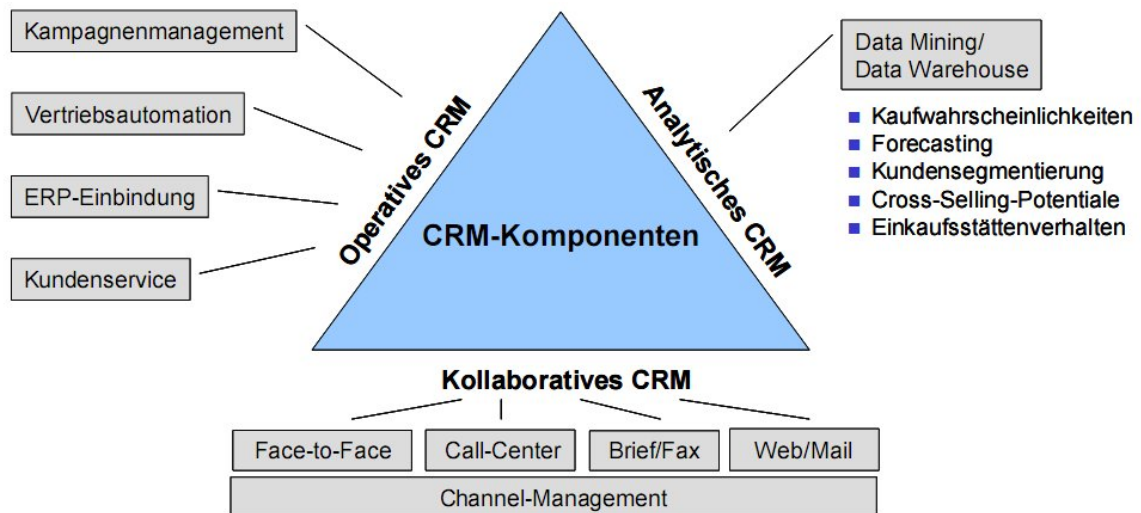 Kampagnenmanagement
Vertriebsautomation
ERP-Einbindung
Kundenservice
Operatives CRM
CRM-Komponenten
Analytisches CRM
Data Mining/
Data Warehouse
Kaufwahrscheinlichkeiten
Forecasting
Kundensegmentierung
Cross-Selling-Potentiale
Einkaufsstättenverhalten
Kollaboratives CRM
Face-to-Face
Call-Center
Brief/Fax
Web/Mail
Channel-Management